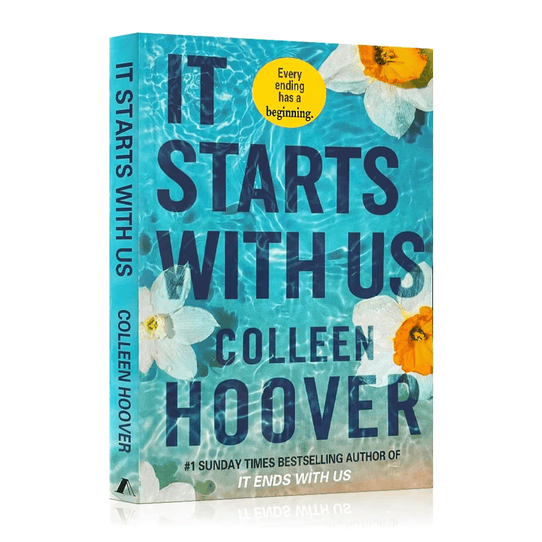 IT STARTS WITH US
COLLEEN HOOVER
IT
Every
ending
has a
beginning.
STARTS
WITH US
COLLEEN
HOOVER
#1 SUNDAY TIMES BESTSELLING AUTHOR OF
IT ENDS WITH US